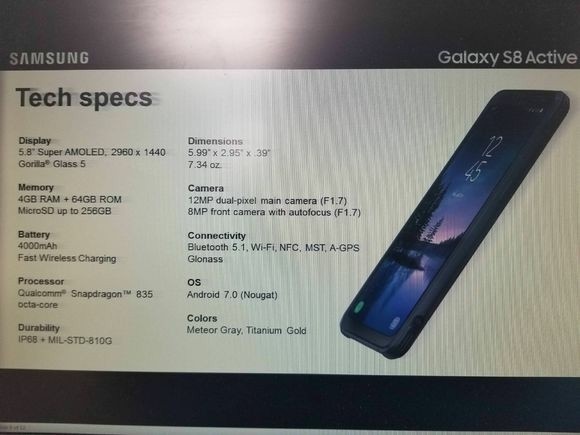 SAMSUNG
Galaxy S8 Active
Tech specs
Display
5.8" Super AMOLED, 2960 x 1440
Gorilla® Glass 5
Memory
4GB RAM + 64GB ROM
MicroSD up to 256GB
Battery
4000mAh
Fast Wireless Charging
Processor
Qualcomm® Snapdragon™ 835
octa-core
Durability
IP68 + MIL-STD-810G
Dimensions
5.99" x 2.95" x .39"
7.34 oz.
Camera
12MP dual-pixel main camera (F1.7)
8MP front camera with autofocus (F1.7)
Connectivity
Bluetooth 5.1, Wi-Fi, NFC, MST, A-GPS
Glonass
OS
Android 7.0 (Nougat)
Colors
Meteor Gray, Titanium Gold
12
45